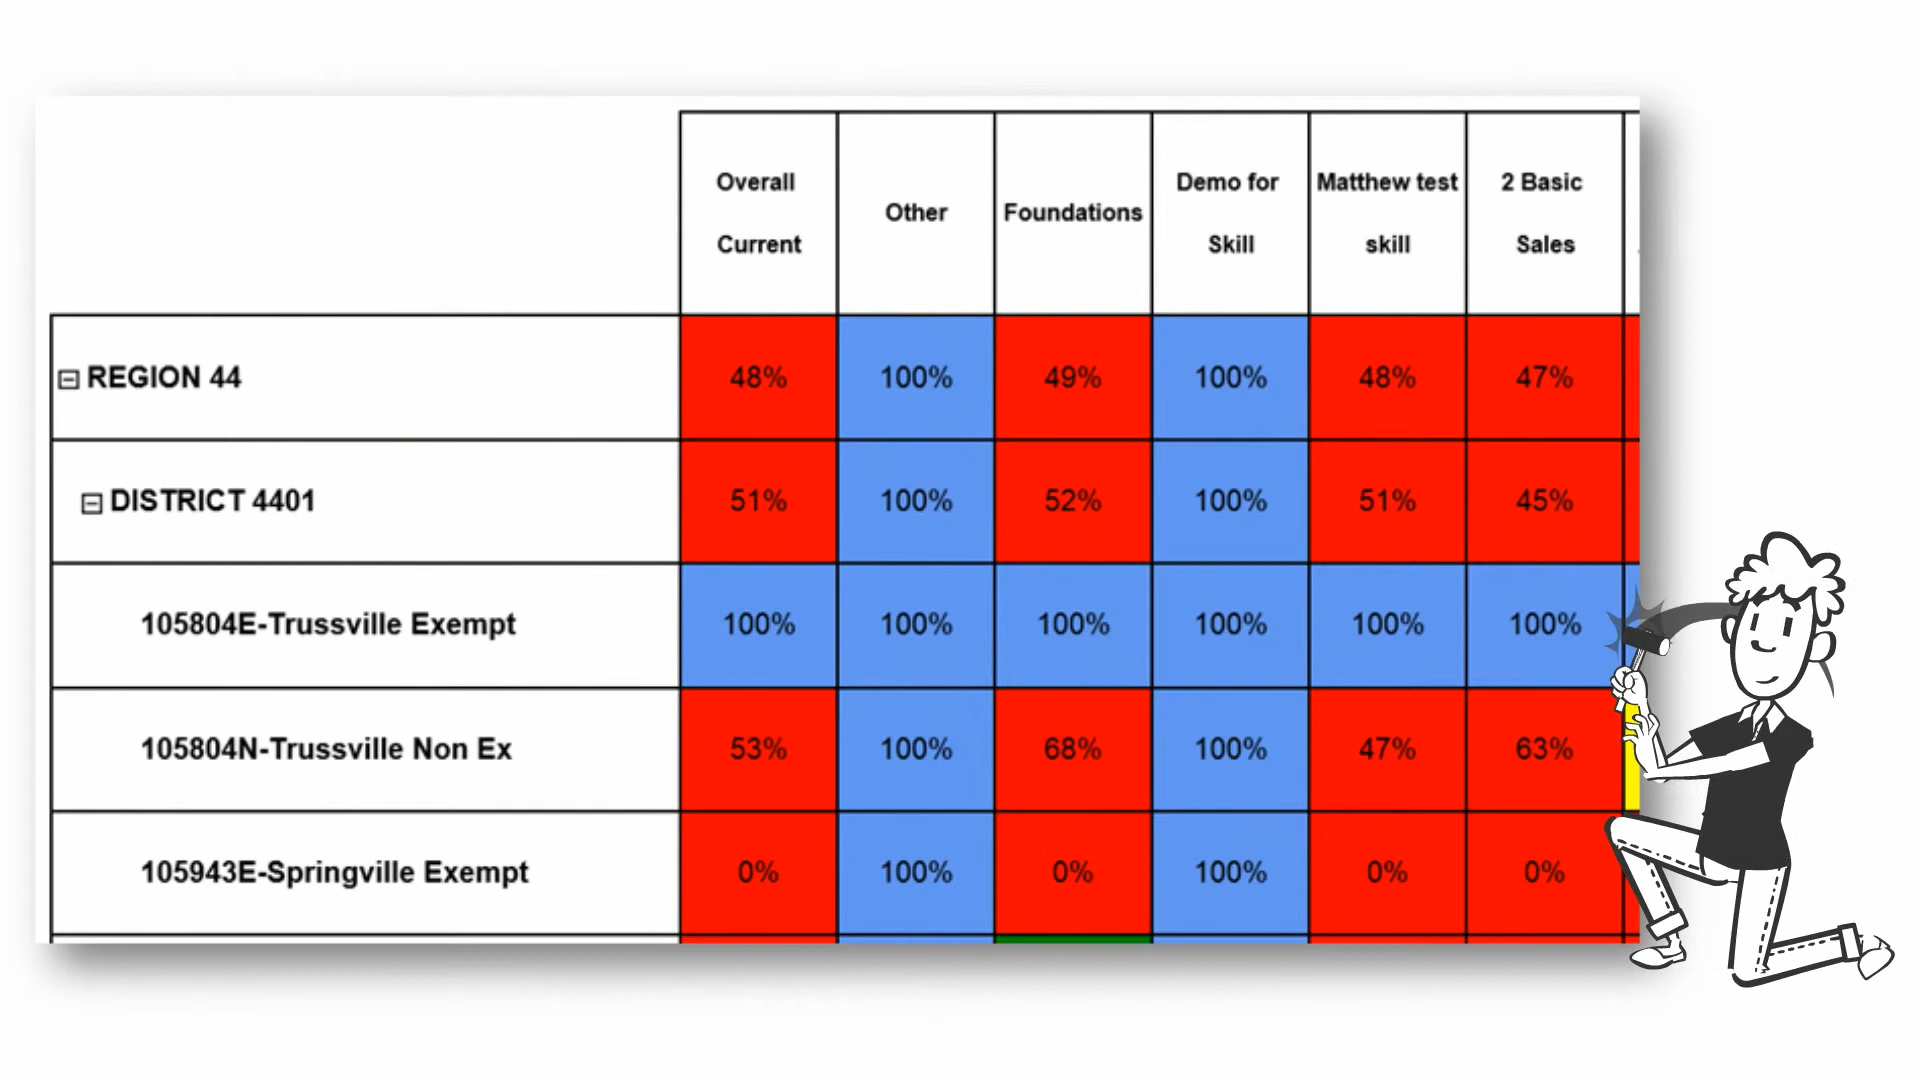 Overall Current
Other
Foundations
Demo for Skill
Matthew test skill
2 Basic Sales
REGION 44 48% 100% 49% 100% 48% 47%
DISTRICT 4401 51% 100% 52% 100% 51% 45%
105804E-Trussville Exempt 100% 100% 100% 100% 100% 100%
105804N-Trussville Non Ex 53% 100% 68% 100% 47% 63%
105943E-Springville Exempt 0% 100% 0% 100% 0% 0%